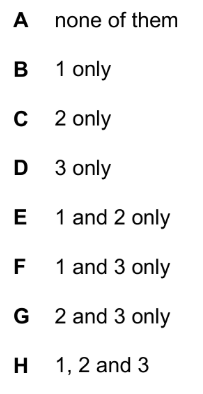 A none of them
B 1 only
C 2 only
D 3 only
E 1 and 2 only
F 1 and 3 only
G 2 and 3 only
H 1, 2 and 3